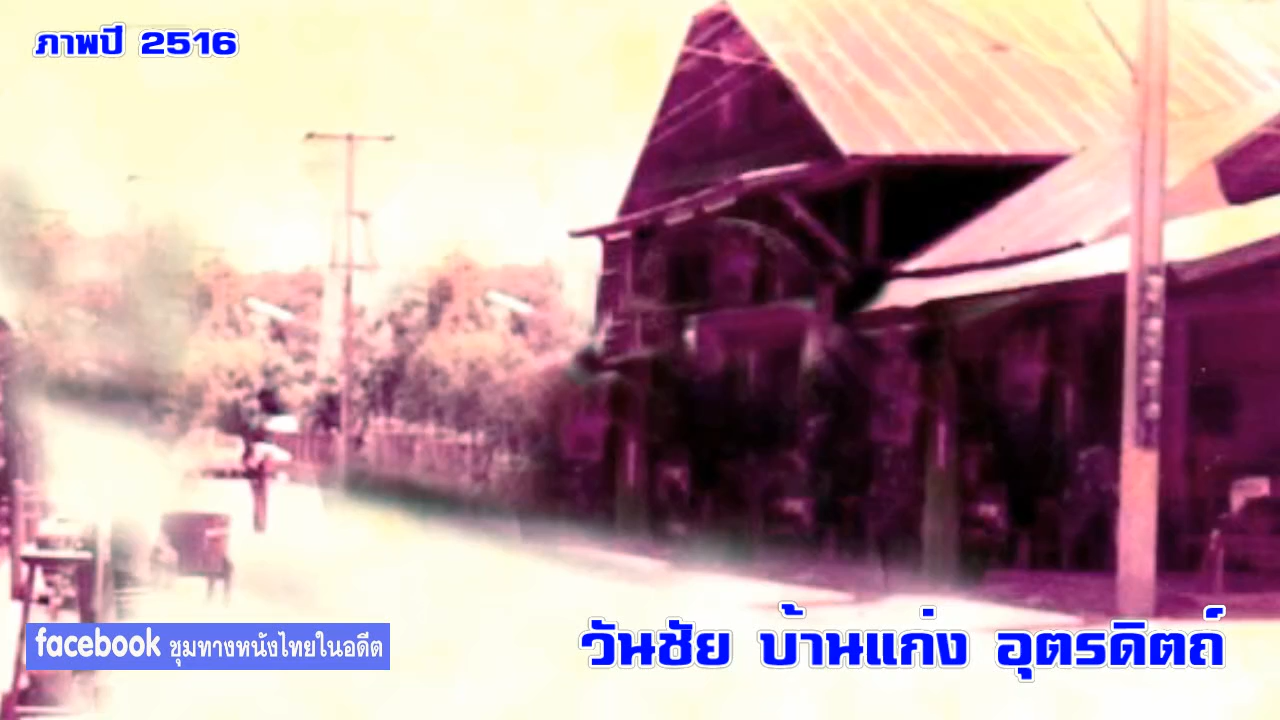 ภาพปี 2516
facebook ชุมทางหนังไทยในอดีต
วันชัย บ้านแก่ง อุตรดิตถ์